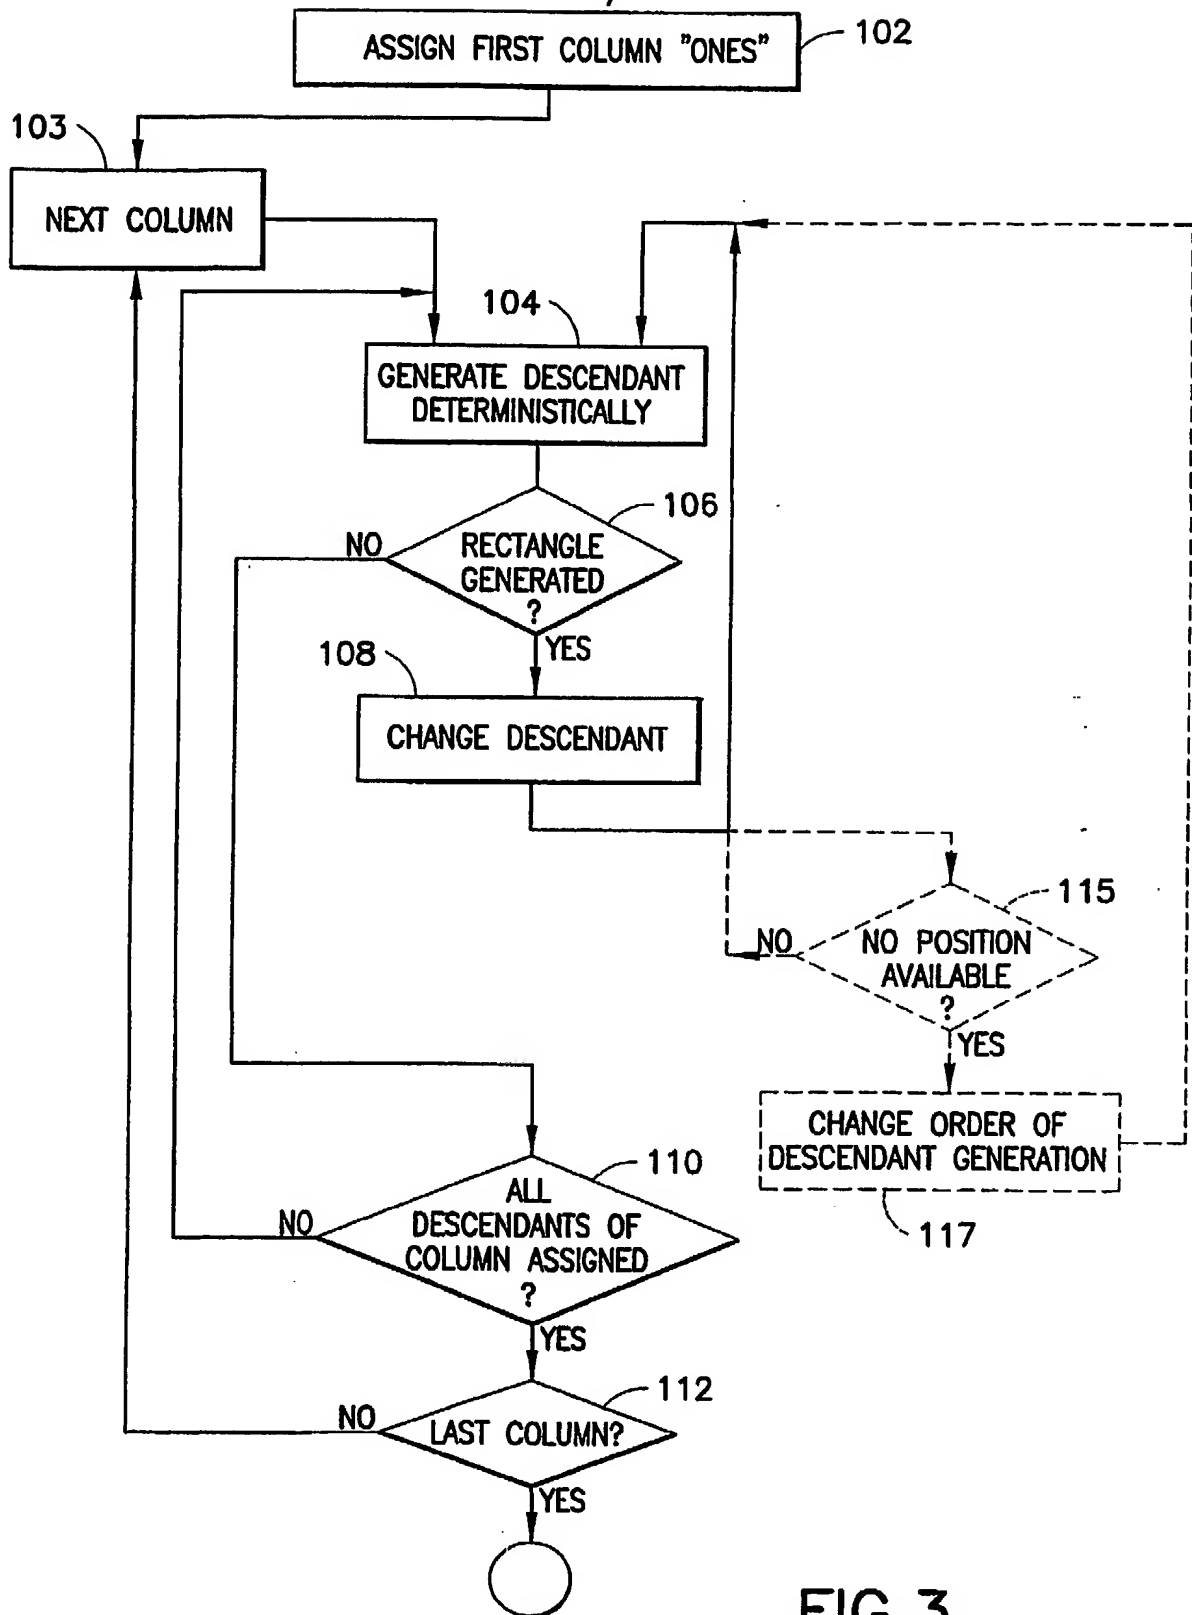 ASSIGN FIRST COLUMN "ONES"
102
103
NEXT COLUMN
104
GENERATE DESCENDANT
DETERMINISTICALLY
106
NO
RECTANGLE
GENERATED
?
YES
108
CHANGE DESCENDANT
115
NO
NO POSITION
AVAILABLE
?
YES
CHANGE ORDER OF
DESCENDANT GENERATION
117
110
ALL
NO
DESCENDANTS OF
COLUMN ASSIGNED
?
YES
112
NO
LAST COLUMN?
YES
FIG. 3